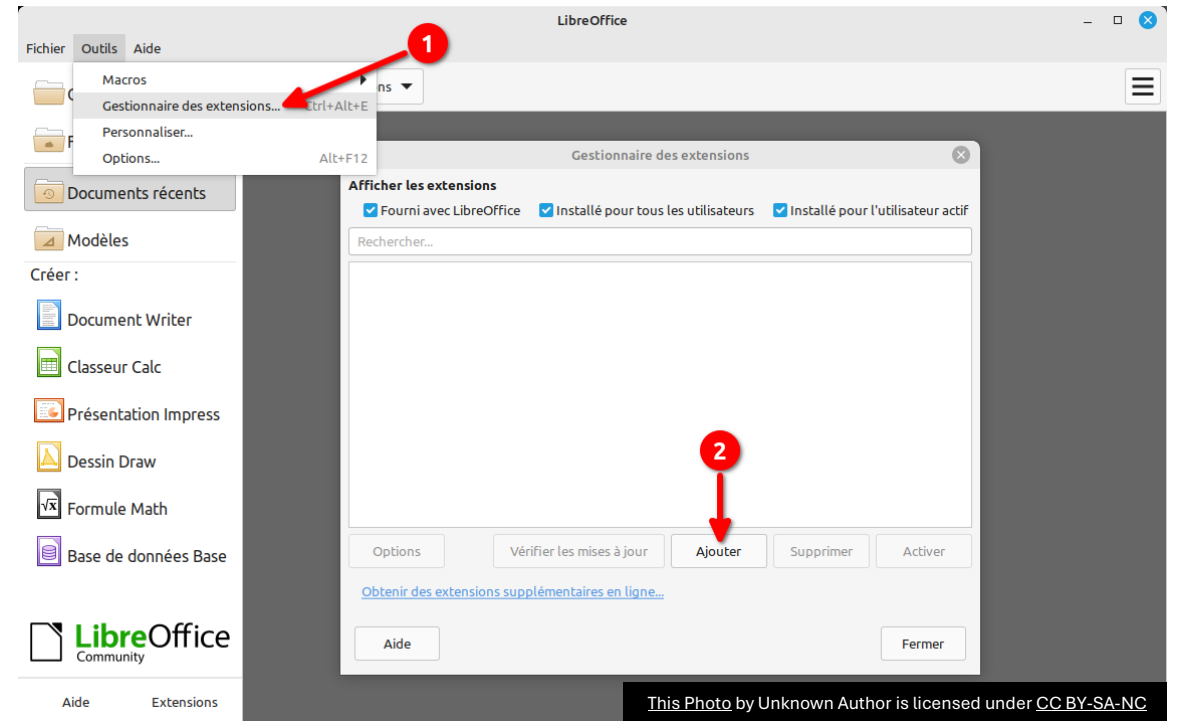 LibreOffice
Fichier Outils Aide
1
Macros
Gestionnaire des extensions... Ctrl+Alt+E
Personnaliser...
Options... Alt+F12
Documents récents
Modèles
Créer :
Document Writer
Classeur Calc
Présentation Impress
Dessin Draw
Formule Math
Base de données Base
LibreOffice
Community
Aide Extensions
Gestionnaire des extensions
Afficher les extensions
Fourni avec LibreOffice Installé pour tous les utilisateurs Installé pour l'utilisateur actif
Rechercher...
2
Options Vérifier les mises à jour Ajouter Supprimer Activer
Obtenir des extensions supplémentaires en ligne...
Aide Fermer
This Photo by Unknown Author is licensed under CC BY-SA-NC